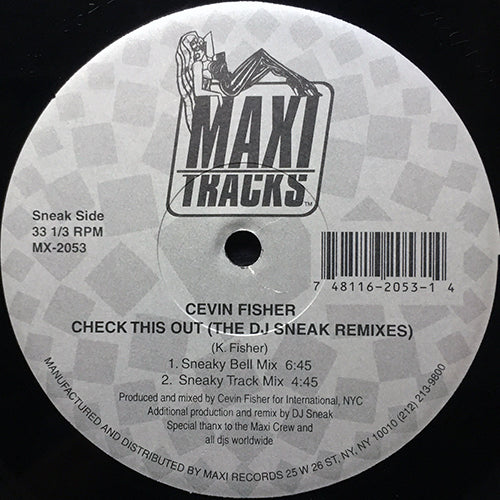 MAXI
TRACKS™
Sneak Side
33 1/3 RPM
MX-2053
7 48116-2053-1 4
CEVIN FISHER
CHECK THIS OUT (THE DJ SNEAK REMIXES)
(K. Fisher)
1. Sneaky Bell Mix 6:45
2. Sneaky Track Mix 4:45
Produced and mixed by Cevin Fisher for International, NYC
Additional production and remix by DJ Sneak
Special thanx to the Maxi Crew and
all djs worldwide
MANUFACTURED AND DISTRIBUTED BY MAXI RECORDS 25 W 26 ST, NY, NY 10010 (212) 213-9800